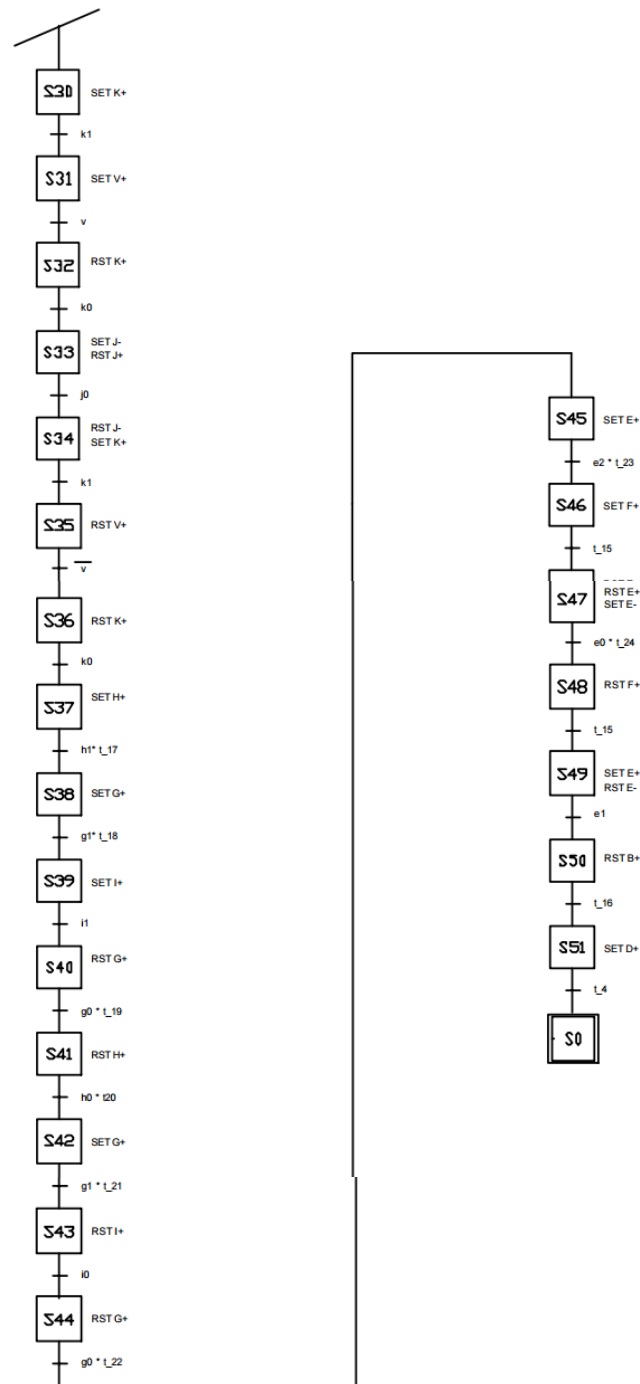 S30 SET K+
k1
S31 SET V+
v
S32 RST K+
k0
S33 SET J-
RST J+
j0
S34 RST J-
SET K+
k1
S35 RST V+
v
S36 RST K+
k0
S37 SET H+
h1* t_17
S38 SET G+
g1* t_18
S39 SET I+
i1
S40 RST G+
g0 * t_19
S41 RST H+
h0 * t20
S42 SET G+
g1 * t_21
S43 RST I+
i0
S44 RST G+
g0 * t_22
S45 SET E+
e2 * t_23
S46 SET F+
t_15
S47 RST E+
SET E-
e0 * t_24
S48 RST F+
t_15
S49 SET E+
RST E-
e1
S50 RST B+
t_16
S51 SET D+
t_4
S0